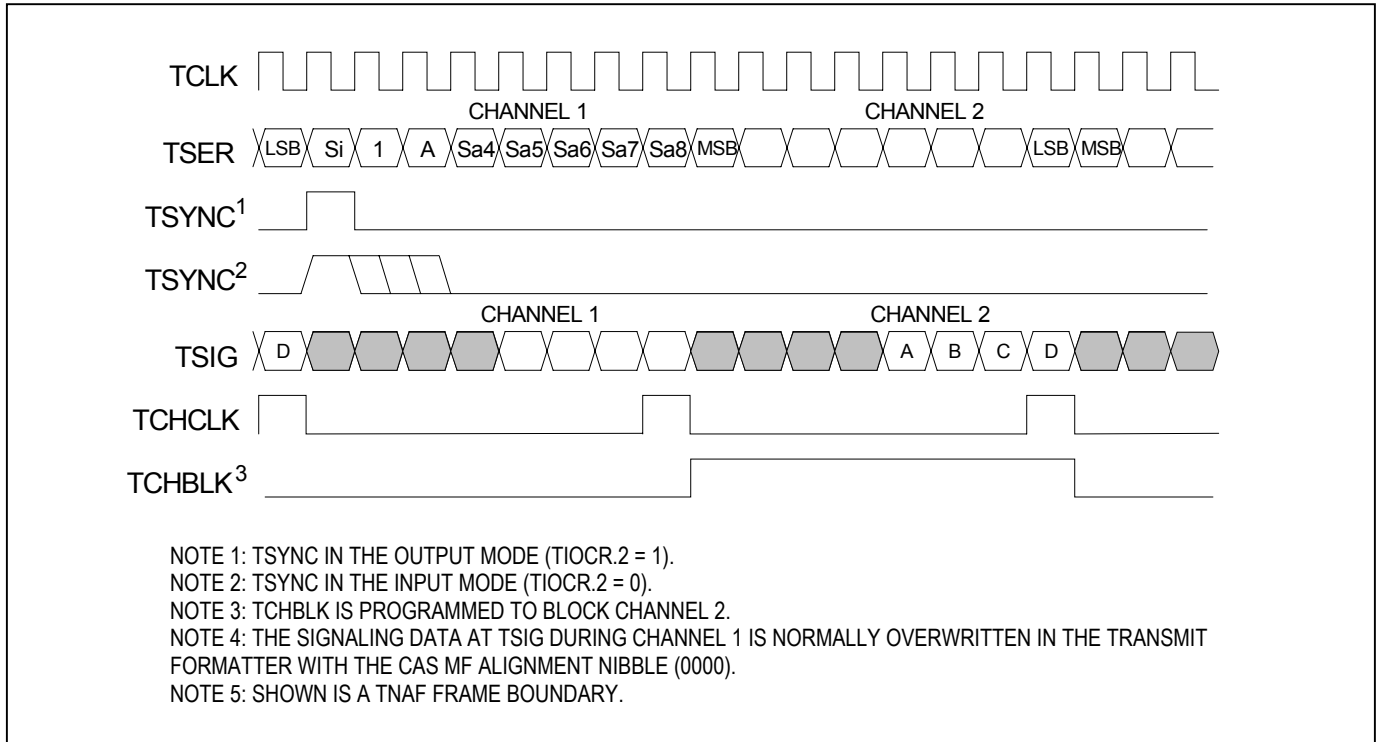 TCLK
CHANNEL 1 CHANNEL 2
TSER LSB Si 1 A Sa4 Sa5 Sa6 Sa7 Sa8 MSB LSB MSB
TSYNC1
TSYNC2
CHANNEL 1 CHANNEL 2
TSIG D A B C D
TCHCLK
TCHBLK3
NOTE 1: TSYNC IN THE OUTPUT MODE (TIOCR.2 = 1).
NOTE 2: TSYNC IN THE INPUT MODE (TIOCR.2 = 0).
NOTE 3: TCHBLK IS PROGRAMMED TO BLOCK CHANNEL 2.
NOTE 4: THE SIGNALING DATA AT TSIG DURING CHANNEL 1 IS NORMALLY OVERWRITTEN IN THE TRANSMIT
FORMATTER WITH THE CAS MF ALIGNMENT NIBBLE (0000).
NOTE 5: SHOWN IS A TNAF FRAME BOUNDARY.